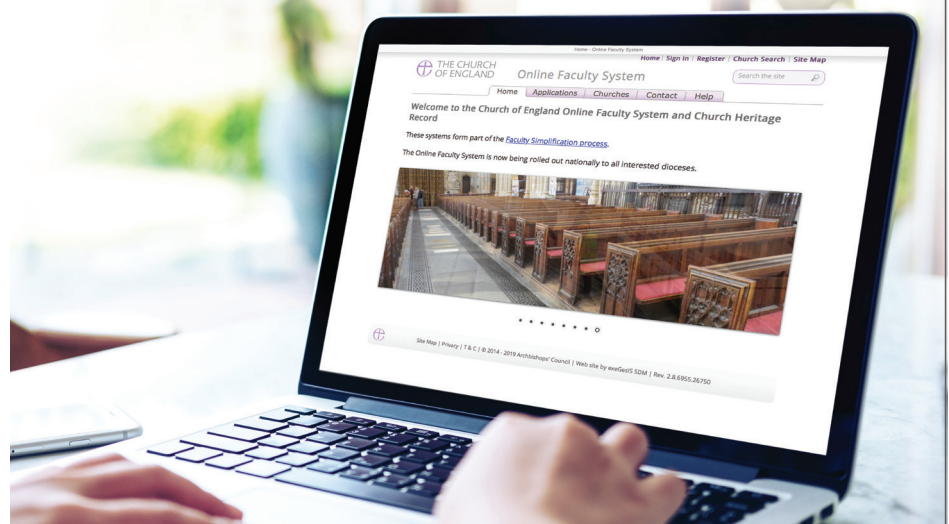 Home - Online Faculty System
Home | Sign In | Register | Church Search | Site Map
THE CHURCH
OF ENGLAND
Online Faculty System
Search the site
Home Applications Churches Contact Help
Welcome to the Church of England Online Faculty System and Church Heritage
Record
These systems form part of the Faculty Simplification process.
The Online Faculty System is now being rolled out nationally to all interested dioceses.
Site Map | Privacy | T & C | © 2014 - 2019 Archbishops' Council | Web site by exeGesIS SDM | Rev. 2.8.6955.26750